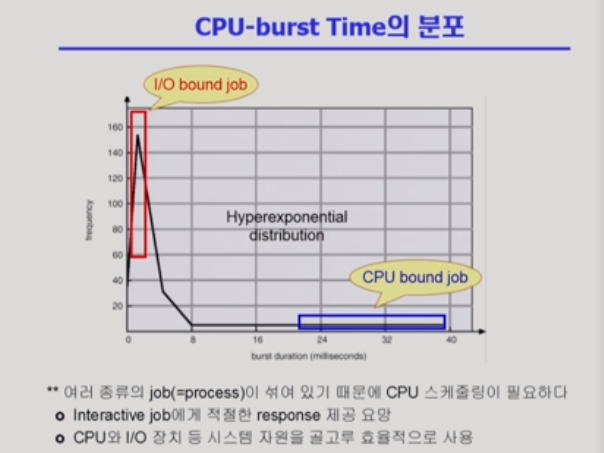 CPU-burst Time의 분포
I/O bound job
160
140
120
100
80
60
40
20
frequency
Hyperexponential
distribution
CPU bound job
0
8
16
24
32
40
burst duration (milliseconds)
** 여러 종류의 job(=process)이 섞여 있기 때문에 CPU 스케줄링이 필요하다
o Interactive job에게 적절한 response 제공 요망
o CPU와 I/O 장치 등 시스템 자원을 골고루 효율적으로 사용